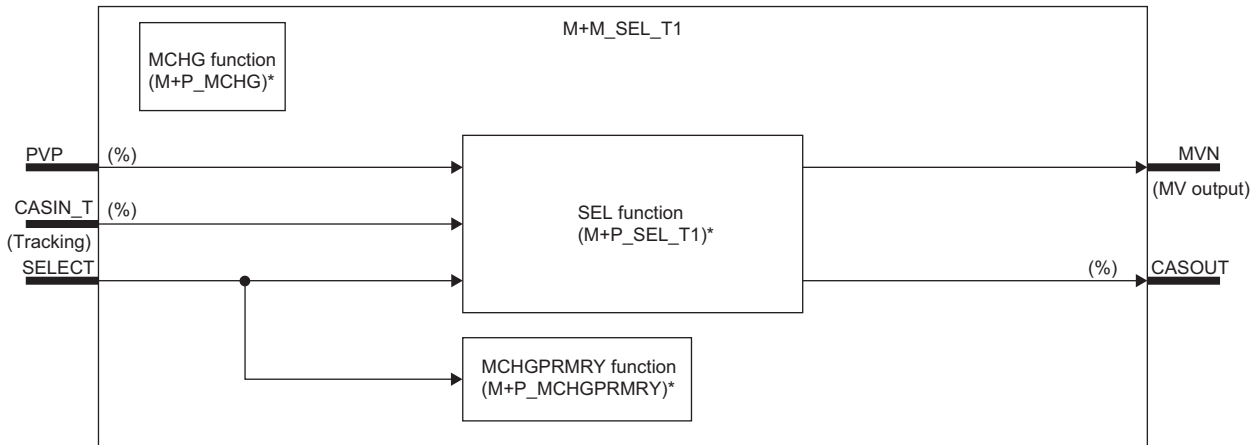 M+M_SEL_T1
MCHG function
(M+P_MCHG)*
PVP
(%)
MVN
(MV output)
CASIN_T
(%)
(Tracking)
SEL function
(M+P_SEL_T1)*
SELECT
(%)
CASOUT
MCHGPRMRY function
(M+P_MCHGPRMRY)*